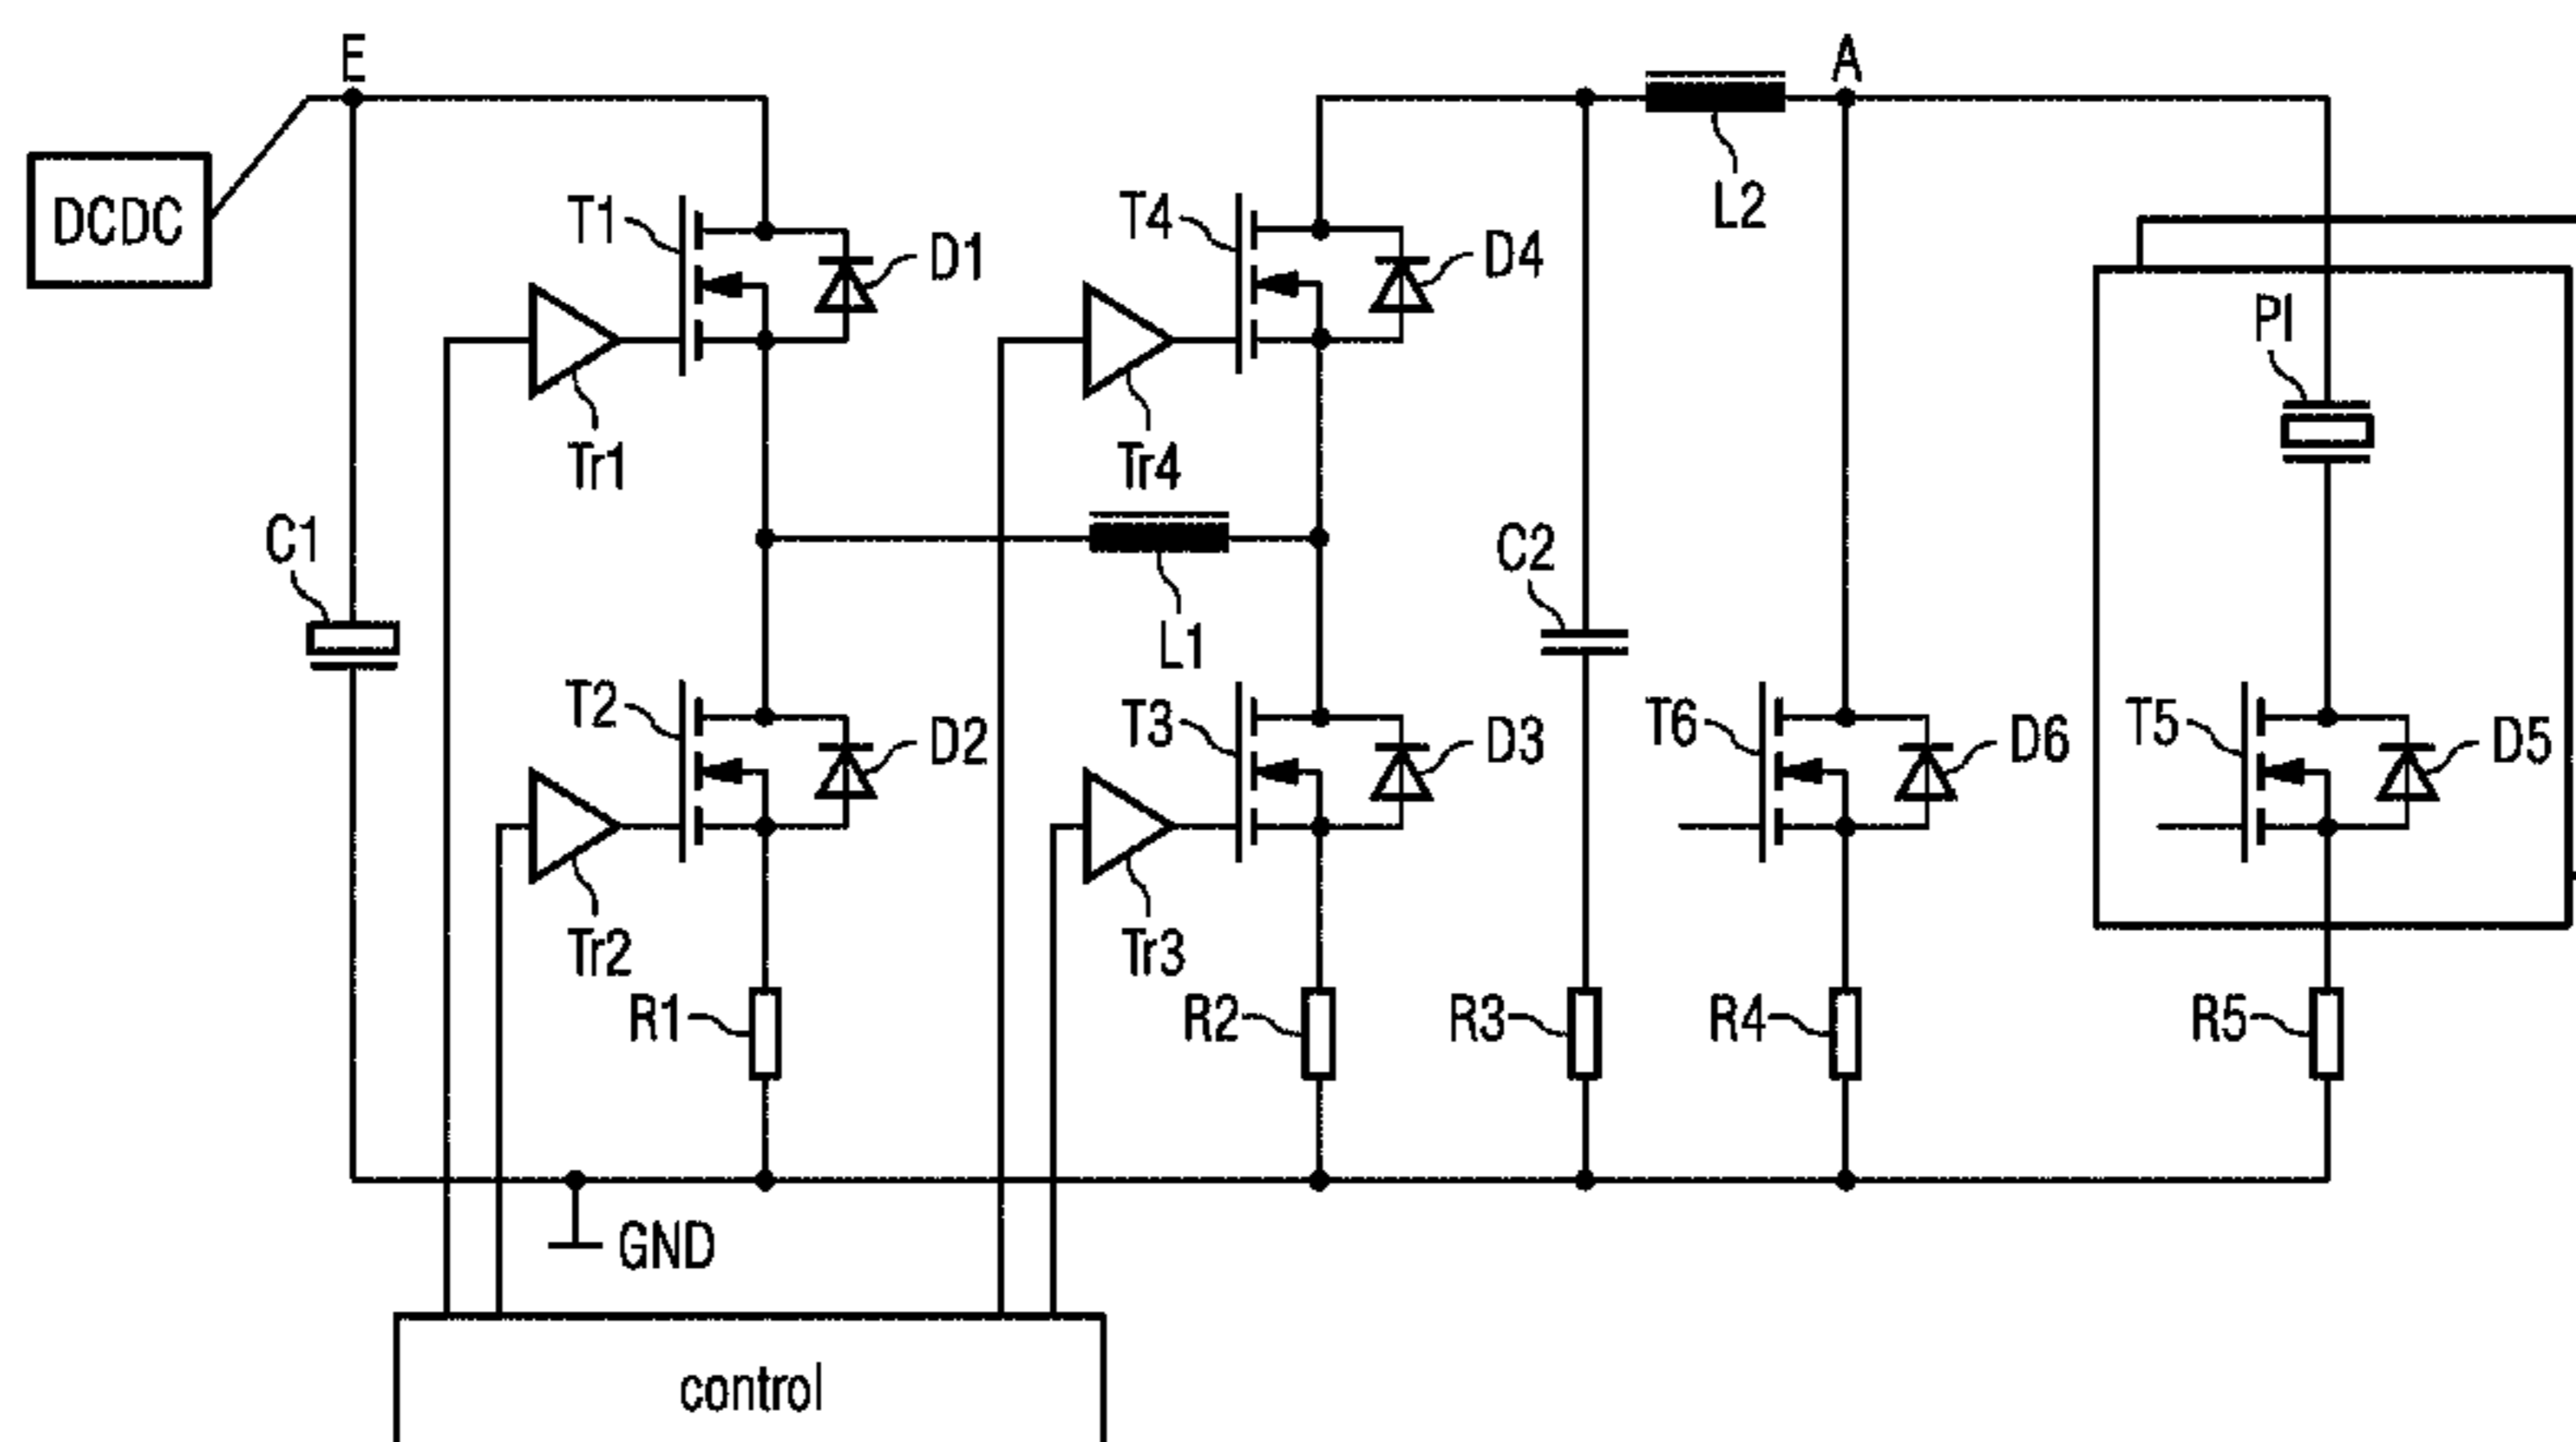 E
A
DCDC
T1
D1
T4
D4
L2
PI
Tr1
Tr4
C1
L1
C2
T2
D2
T3
D3
T6
D6
T5
D5
Tr2
Tr3
R1
R2
R3
R4
R5
GND
control